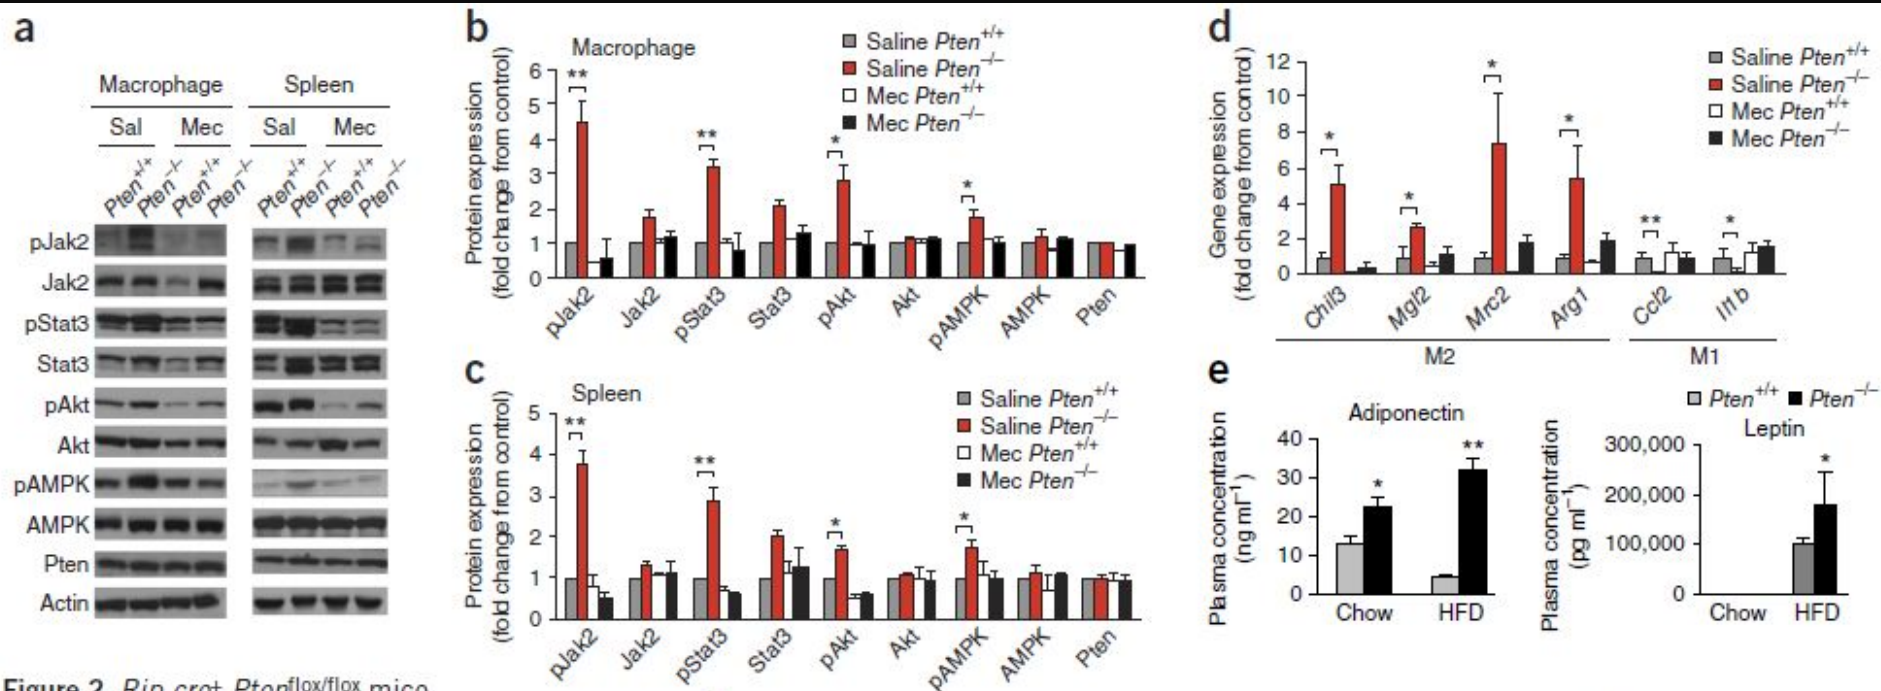 a
Macrophage Spleen
Sal Mec Sal Mec
Pten+/+ Pten−/− Pten+/+ Pten−/− Pten+/+ Pten−/− Pten+/+ Pten−/−
pJak2
Jak2
pStat3
Stat3
pAkt
Akt
pAMPK
AMPK
Pten
Actin
b
Macrophage
Saline Pten+/+
Saline Pten−/−
Mec Pten+/+
Mec Pten−/−
Protein expression
(fold change from control)
6
5
4
3
2
1
0
** ** * *
pJak2 Jak2 pStat3 Stat3 pAkt Akt pAMPK AMPK Pten
c
Spleen
Saline Pten+/+
Saline Pten−/−
Mec Pten+/+
Mec Pten−/−
Protein expression
(fold change from control)
5
4
3
2
1
0
** ** * *
pJak2 Jak2 pStat3 Stat3 pAkt Akt pAMPK AMPK Pten
d
Saline Pten+/+
Saline Pten−/−
Mec Pten+/+
Mec Pten−/−
Gene expression
(fold change from control)
12
10
8
6
4
2
0
* * * * ** *
Chil3 Mgl2 Mrc2 Arg1 Ccl2 Il1b
M2 M1
e
Pten+/+ Pten−/−
Adiponectin
Plasma concentration
(ng ml−1)
40
30
20
10
0
* **
Chow HFD
Leptin
Plasma concentration
(pg ml−1)
300,000
200,000
100,000
0
*
Chow HFD
Figure 2 Rip-cre+ Ptenflox/flox mice